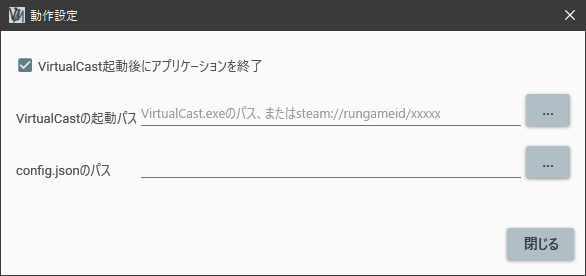 動作設定
VirtualCast起動後にアプリケーションを終了
VirtualCastの起動パス VirtualCast.exeのパス、またはsteam://rungameid/xxxxx ...
config.jsonのパス ...
閉じる